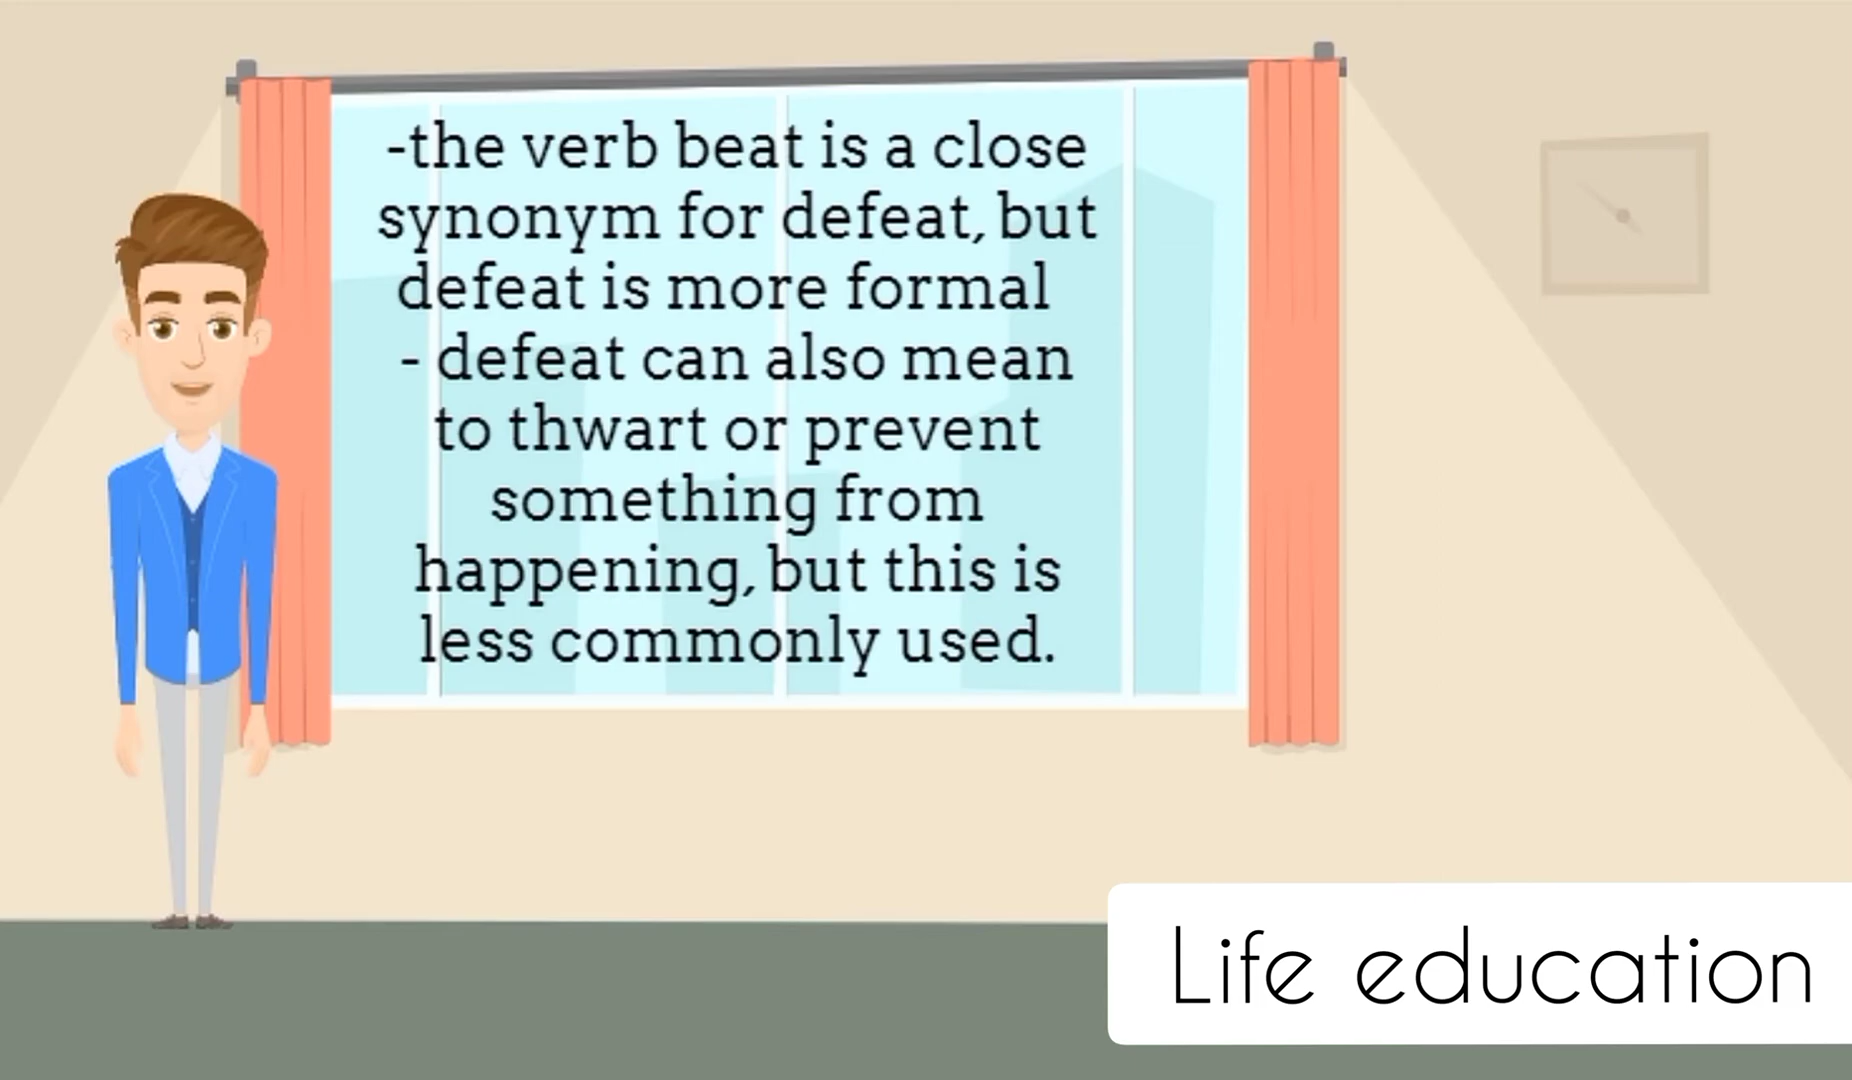 -the verb beat is a close
synonym for defeat, but
defeat is more formal
- defeat can also mean
to thwart or prevent
something from
happening, but this is
less commonly used.
Life education